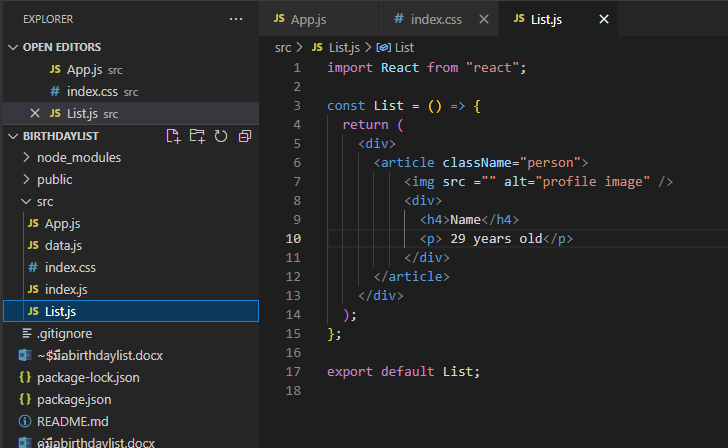 EXPLORER ...
OPEN EDITORS
JS App.js src
# index.css src
JS List.js src
BIRTHDAYLIST
node_modules
public
src
JS App.js
JS data.js
# index.css
JS index.js
JS List.js
.gitignore
~$มือbirthdaylist.docx
{} package-lock.json
{} package.json
README.md
คู่มือbirthdaylist.docx
JS App.js
# index.css
JS List.js
src > JS List.js > List
1 import React from "react";
2
3 const List = () => {
4 return (
5 <div>
6 <article className="person">
7 <img src ="" alt="profile image" />
8 <div>
9 <h4>Name</h4>
10 <p> 29 years old</p>
11 </div>
12 </article>
13 </div>
14 );
15 };
16
17 export default List;
18